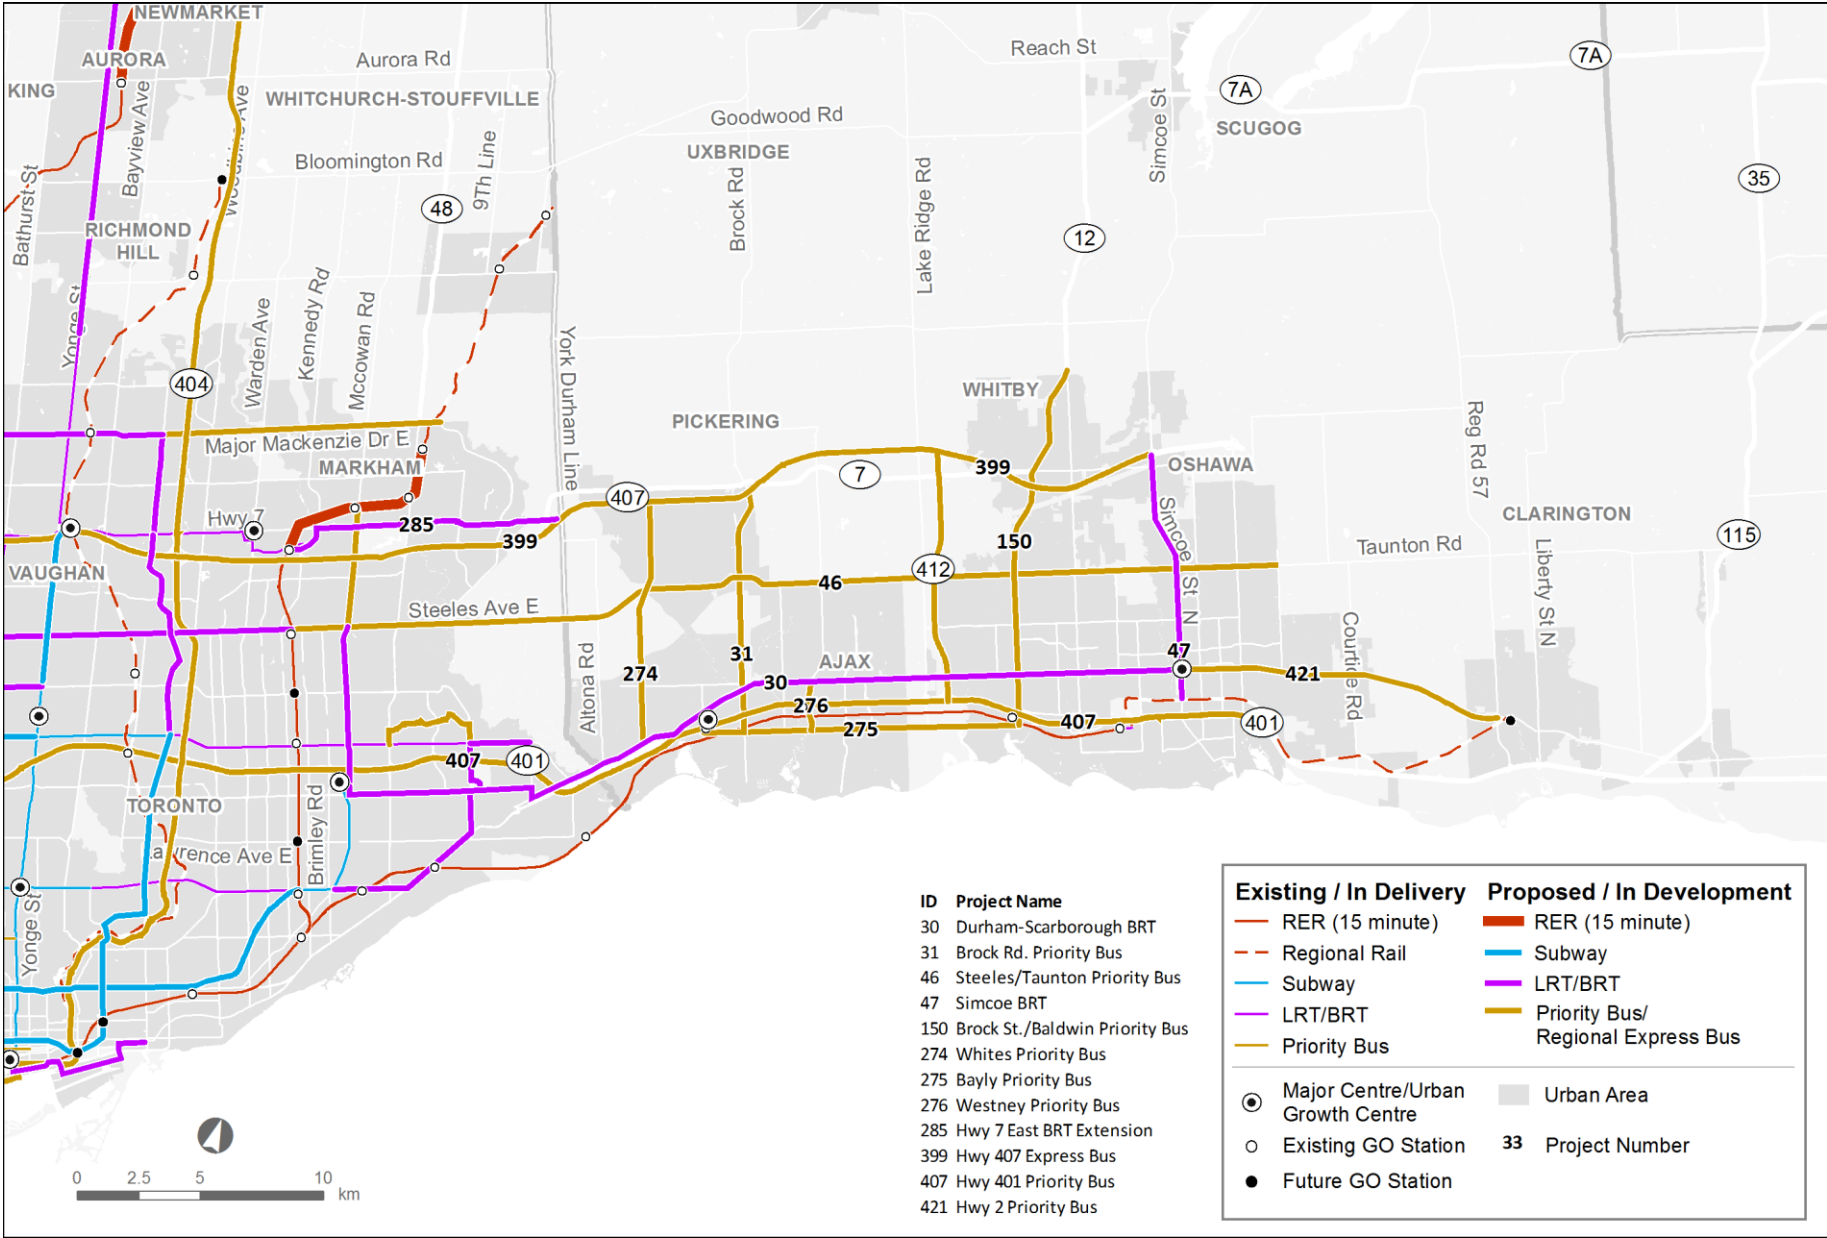 NEWMARKET
AURORA
Aurora Rd
Reach St
7A
KING
Bayview Ave
Woodbine Ave
WHITCHURCH-STOUFFVILLE
7A
Goodwood Rd
Simcoe St
SCUGOG
Bathurst St
Bloomington Rd
9Th Line
UXBRIDGE
Brock Rd
Lake Ridge Rd
35
48
RICHMOND
HILL
12
Yonge St
Warden Ave
Kennedy Rd
Mccowan Rd
York Durham Line
404
WHITBY
PICKERING
Major Mackenzie Dr E
MARKHAM
399
OSHAWA
7
Reg Rd 57
407
Hwy 7
285
399
Simcoe St N
CLARINGTON
115
150
Taunton Rd
Liberty St N
VAUGHAN
412
46
Steeles Ave E
Altona Rd
274
31
AJAX
47
421
Courtice Rd
30
276
407
401
275
407
401
TORONTO
Brimley Rd
Lawrence Ave E
Yonge St
ID Project Name
30 Durham-Scarborough BRT
31 Brock Rd. Priority Bus
46 Steeles/Taunton Priority Bus
47 Simcoe BRT
150 Brock St./Baldwin Priority Bus
274 Whites Priority Bus
275 Bayly Priority Bus
276 Westney Priority Bus
285 Hwy 7 East BRT Extension
399 Hwy 407 Express Bus
407 Hwy 401 Priority Bus
421 Hwy 2 Priority Bus
Existing / In Delivery
RER (15 minute)
Regional Rail
Subway
LRT/BRT
Priority Bus
Proposed / In Development
RER (15 minute)
Subway
LRT/BRT
Priority Bus/
Regional Express Bus
Major Centre/Urban
Growth Centre
Existing GO Station
Future GO Station
Urban Area
33 Project Number
0 2.5 5 10
km